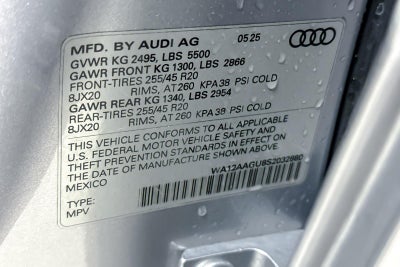 MFD. BY AUDI AG 05 25
GVWR KG 2495, LBS 5500
GAWR FRONT KG 1300, LBS 2866
FRONT-TIRES 255/45 R20
8JX20 RIMS, AT 260 KPA 38 PSI COLD
GAWR REAR KG 1340, LBS 2954
REAR-TIRES 255/45 R20
8JX20 RIMS, AT 260 KPA 38 PSI COLD
THIS VEHICLE CONFORMS TO ALL APPLICABLE
U.S. FEDERAL MOTOR VEHICLE SAFETY AND
THEFT PREVENTION STANDARDS IN EFFECT ON
THE DATE OF MANUFACTURE SHOWN ABOVE.
MEXICO
WA12AAGU8S2032880
TYPE:
MPV